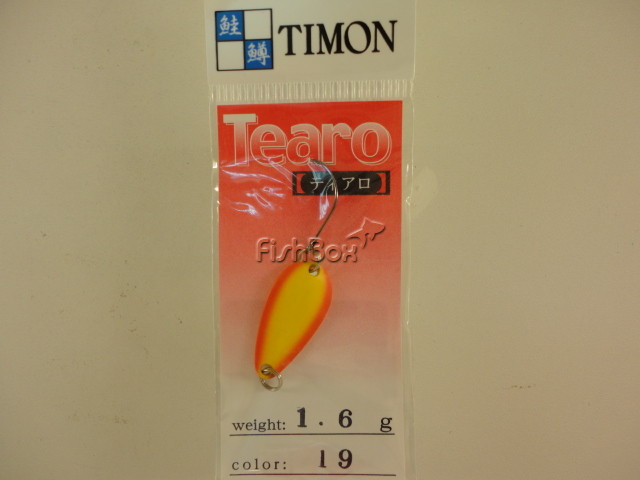 鮭 鱒
TIMON
Tearo
【ティアロ】
FishBox
weight: 1.6 g
color: 19